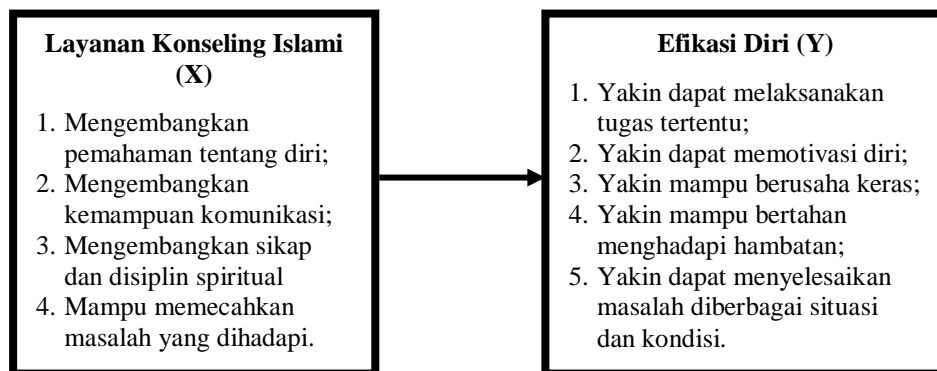 Layanan Konseling Islami
(X)
1. Mengembangkan
pemahaman tentang diri;
2. Mengembangkan
kemampuan komunikasi;
3. Mengembangkan sikap
dan disiplin spiritual
4. Mampu memecahkan
masalah yang dihadapi.
Efikasi Diri (Y)
1. Yakin dapat melaksanakan
tugas tertentu;
2. Yakin dapat memotivasi diri;
3. Yakin mampu berusaha keras;
4. Yakin mampu bertahan
menghadapi hambatan;
5. Yakin dapat menyelesaikan
masalah diberbagai situasi
dan kondisi.